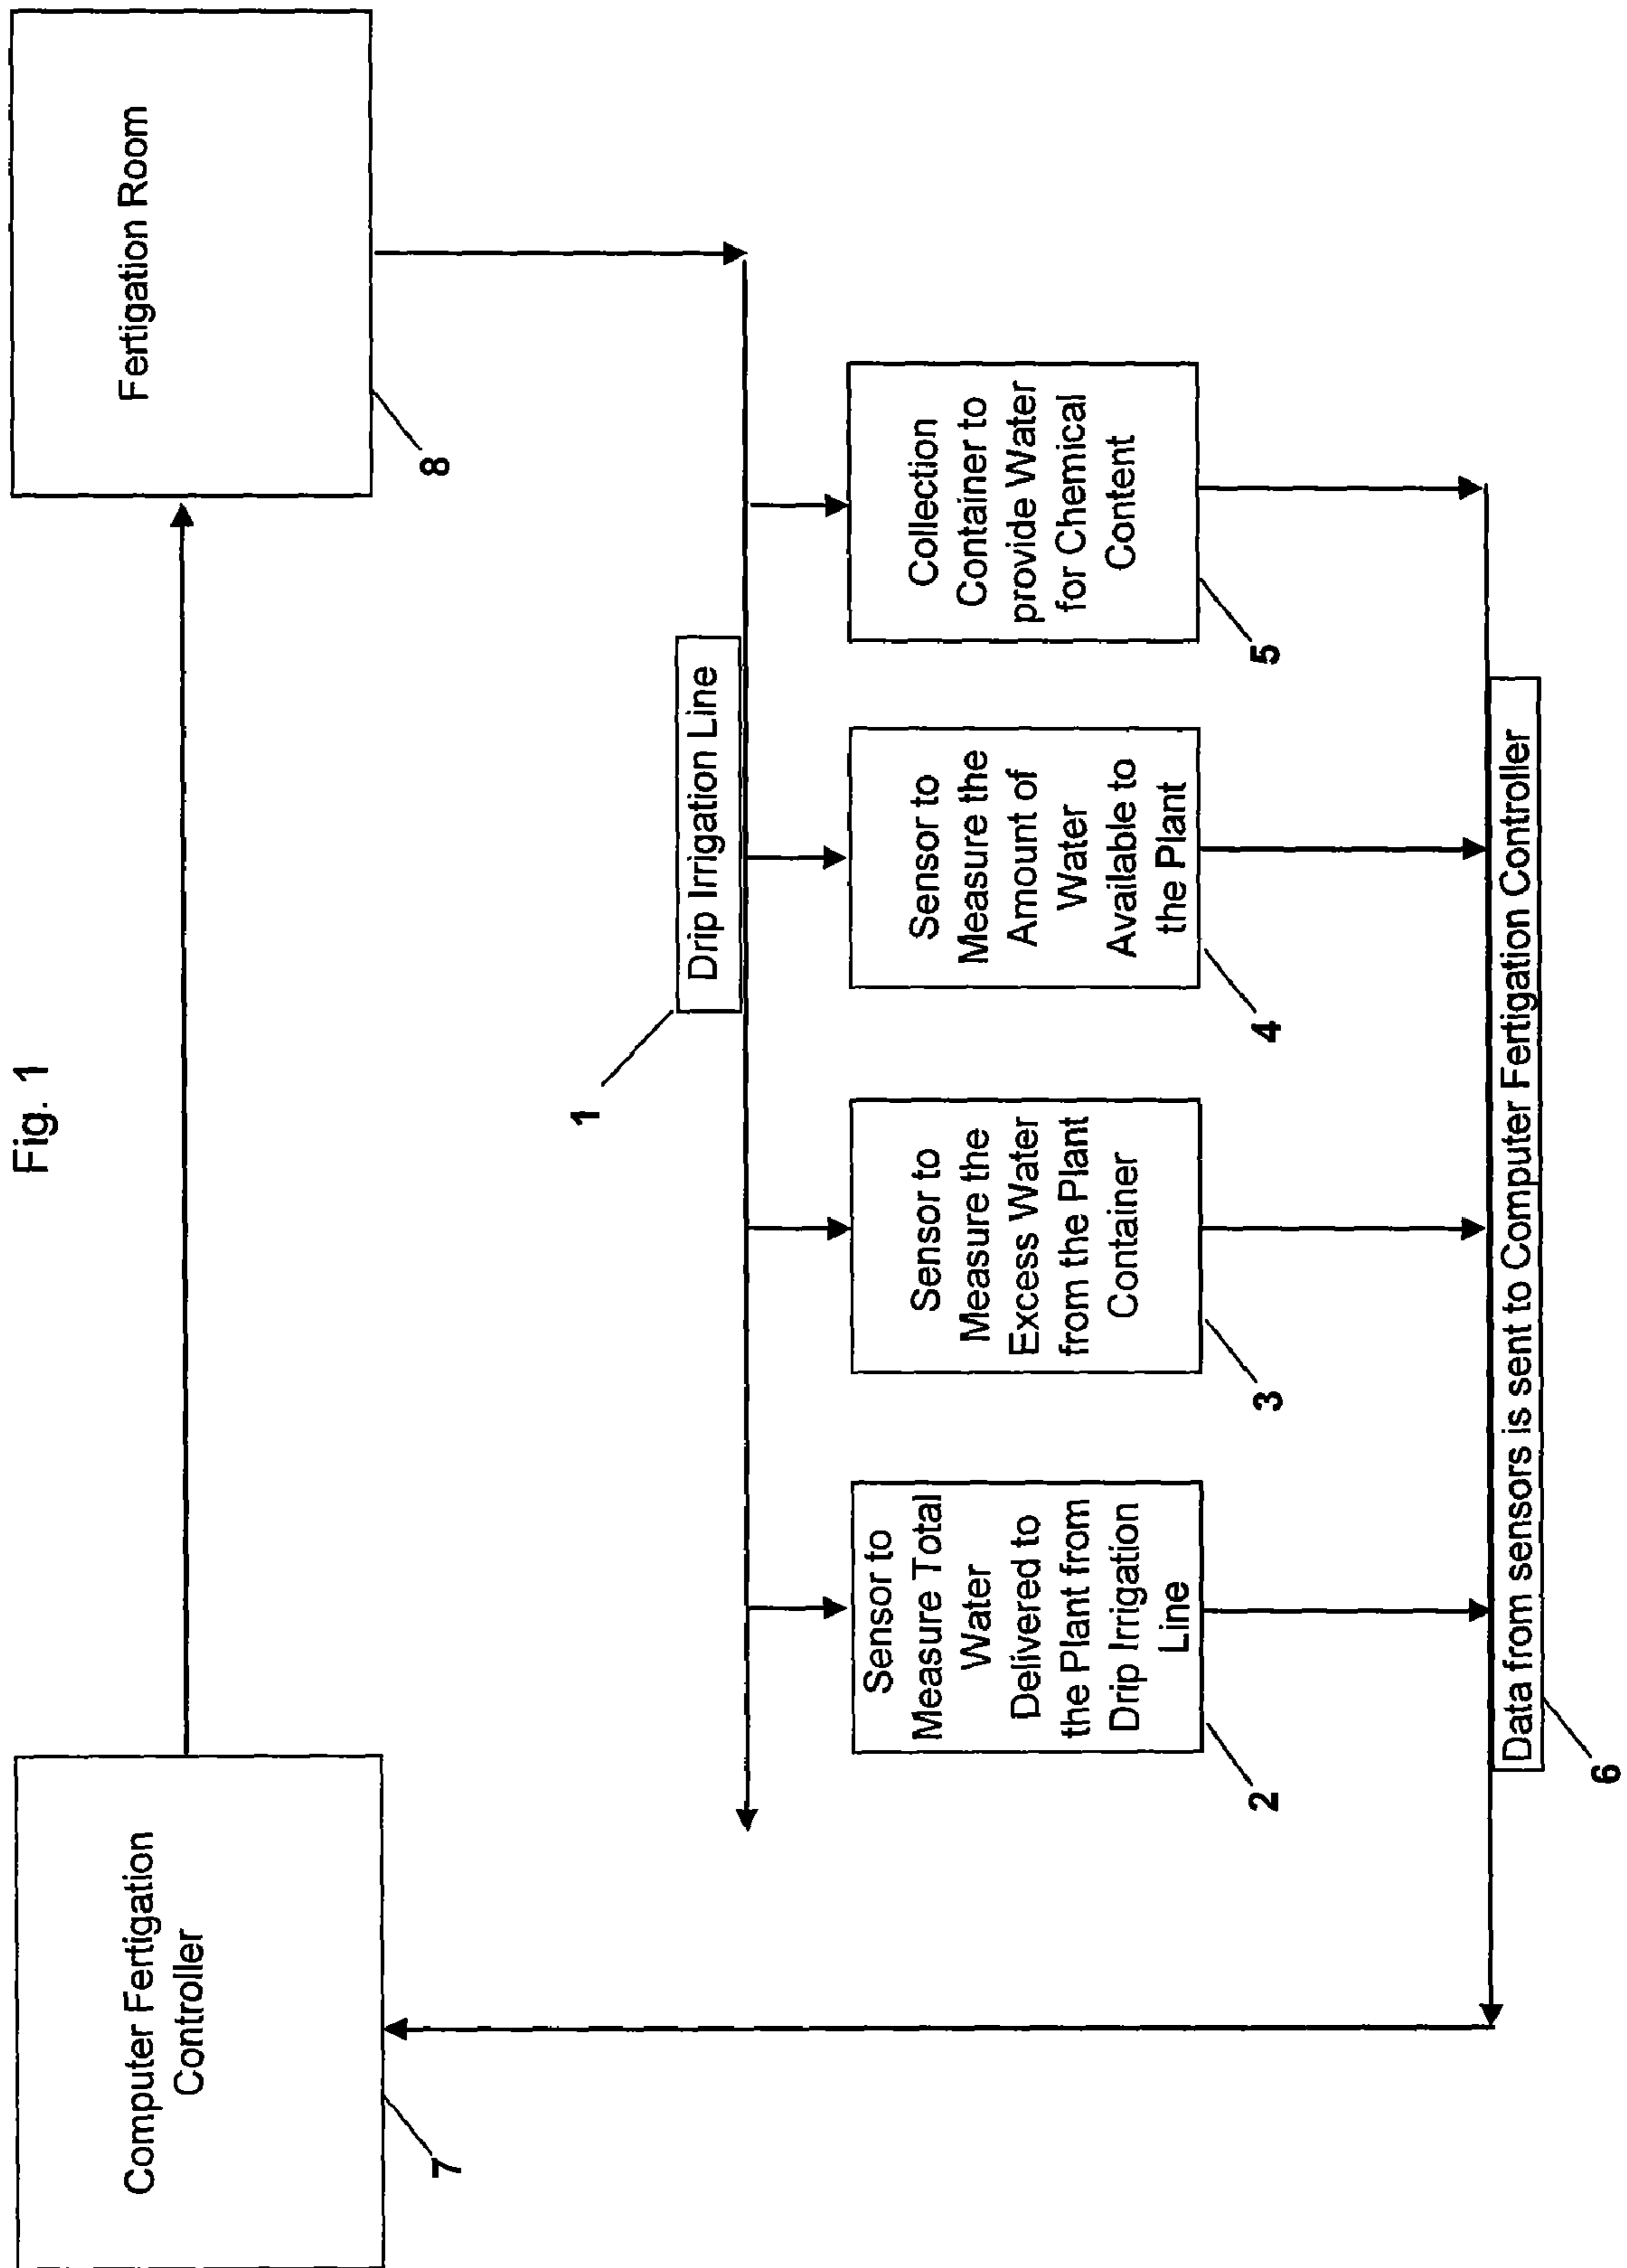 Fig. 1
Computer Fertigation
Controller
7
Fertigation Room
8
1
Drip Irrigation Line
Sensor to
Measure Total
Water
Delivered to
the Plant from
Drip Irrigation
Line
2
Sensor to
Measure the
Excess Water
from the Plant
Container
3
Sensor to
Measure the
Amount of
Water
Available to
the Plant
4
Collection
Container to
provide Water
for Chemical
Content
5
Data from sensors is sent to Computer Fertigation Controller
6